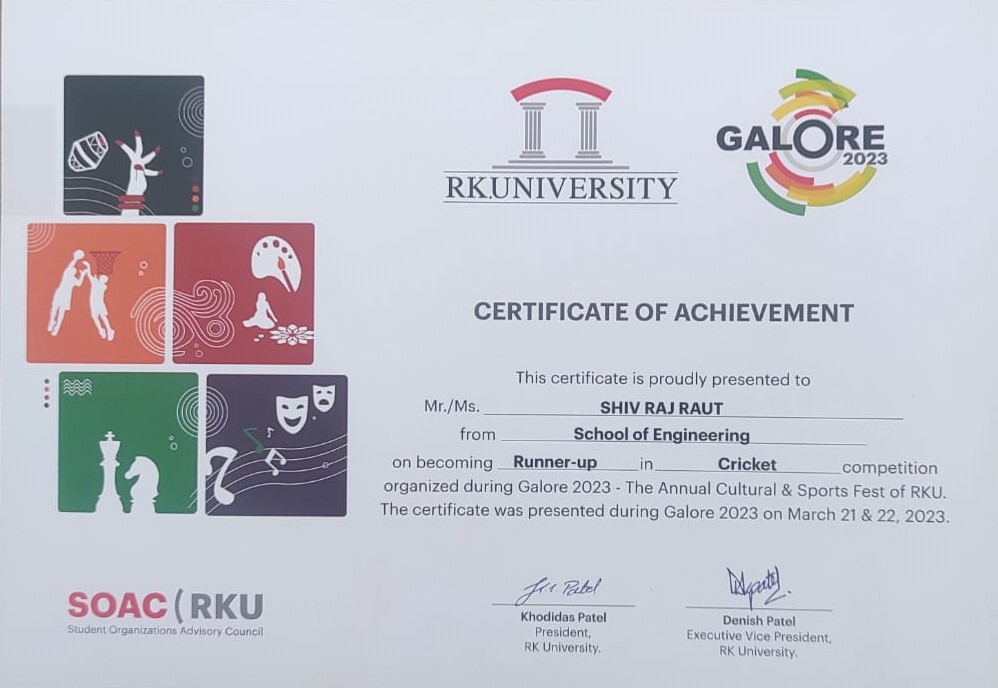 RK.UNIVERSITY
GALORE
2023
CERTIFICATE OF ACHIEVEMENT
This certificate is proudly presented to
Mr./Ms. SHIV RAJ RAUT
from School of Engineering
on becoming Runner-up in Cricket competition
organized during Galore 2023 - The Annual Cultural & Sports Fest of RKU.
The certificate was presented during Galore 2023 on March 21 & 22, 2023.
Khodidas Patel
President,
RK University.
Denish Patel
Executive Vice President,
RK University.
SOAC ( RKU
Student Organizations Advisory Council